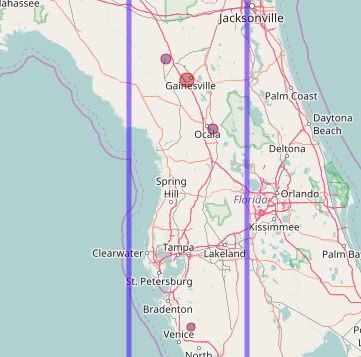 Jacksonville
Gainesville
Palm Coast
Ocala
Daytona
Beach
Deltona
Spring
Hill
Orlando
Florida
Kissimmee
Tampa
Clearwater
Lakeland
Palm Ba
St. Petersburg
Bradenton
Venice
North